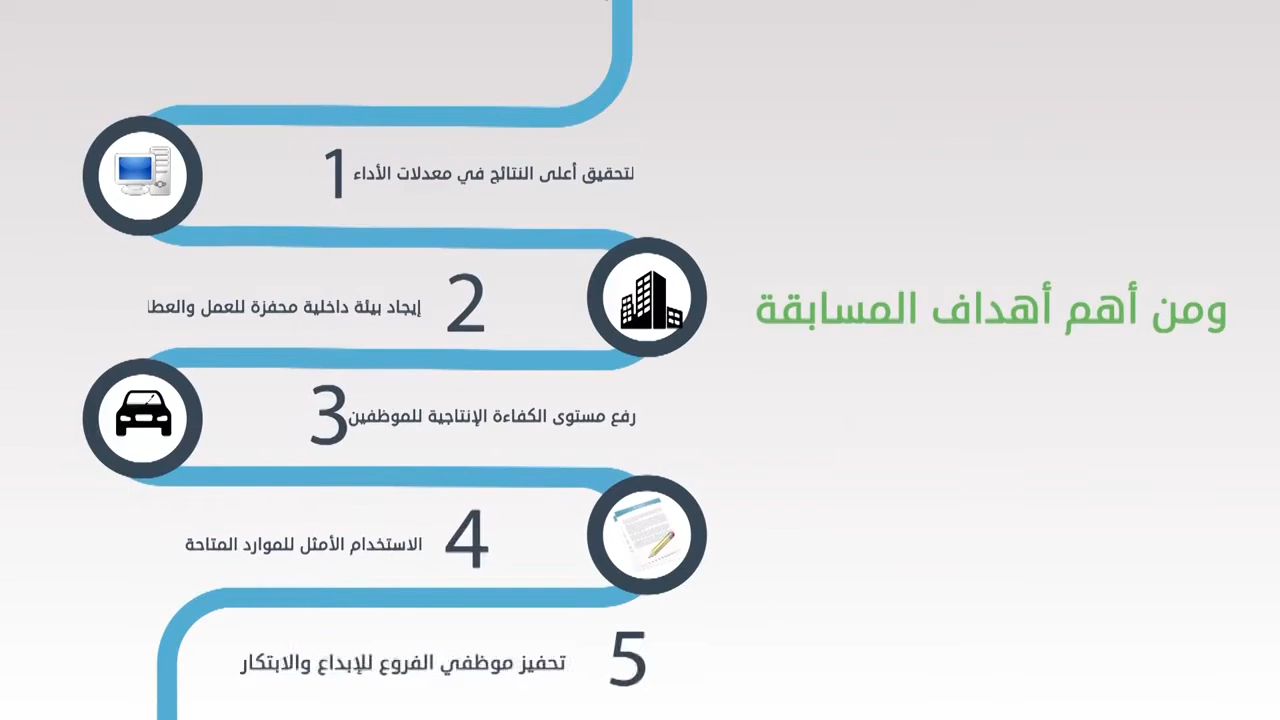 ومن أهم أهداف المسابقة
1 لتحقيق أعلى النتائج في معدلات الأداء
2 إيجاد بيئة داخلية محفزة للعمل والعطا
3 رفع مستوى الكفاءة الإنتاجية للموظفين
4 الاستخدام الأمثل للموارد المتاحة
5 تحفيز موظفي الفروع للإبداع والابتكار